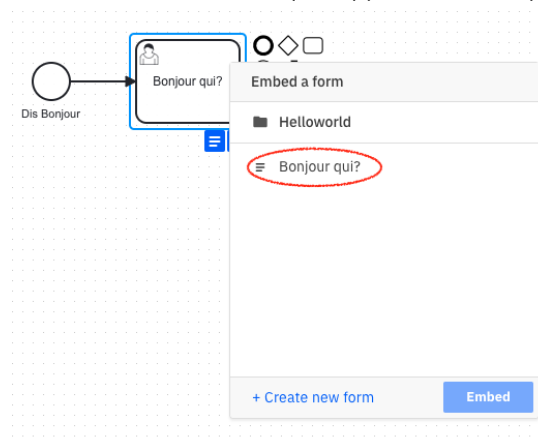 Bonjour qui?
Dis Bonjour
Embed a form
Helloworld
Bonjour qui?
+ Create new form
Embed